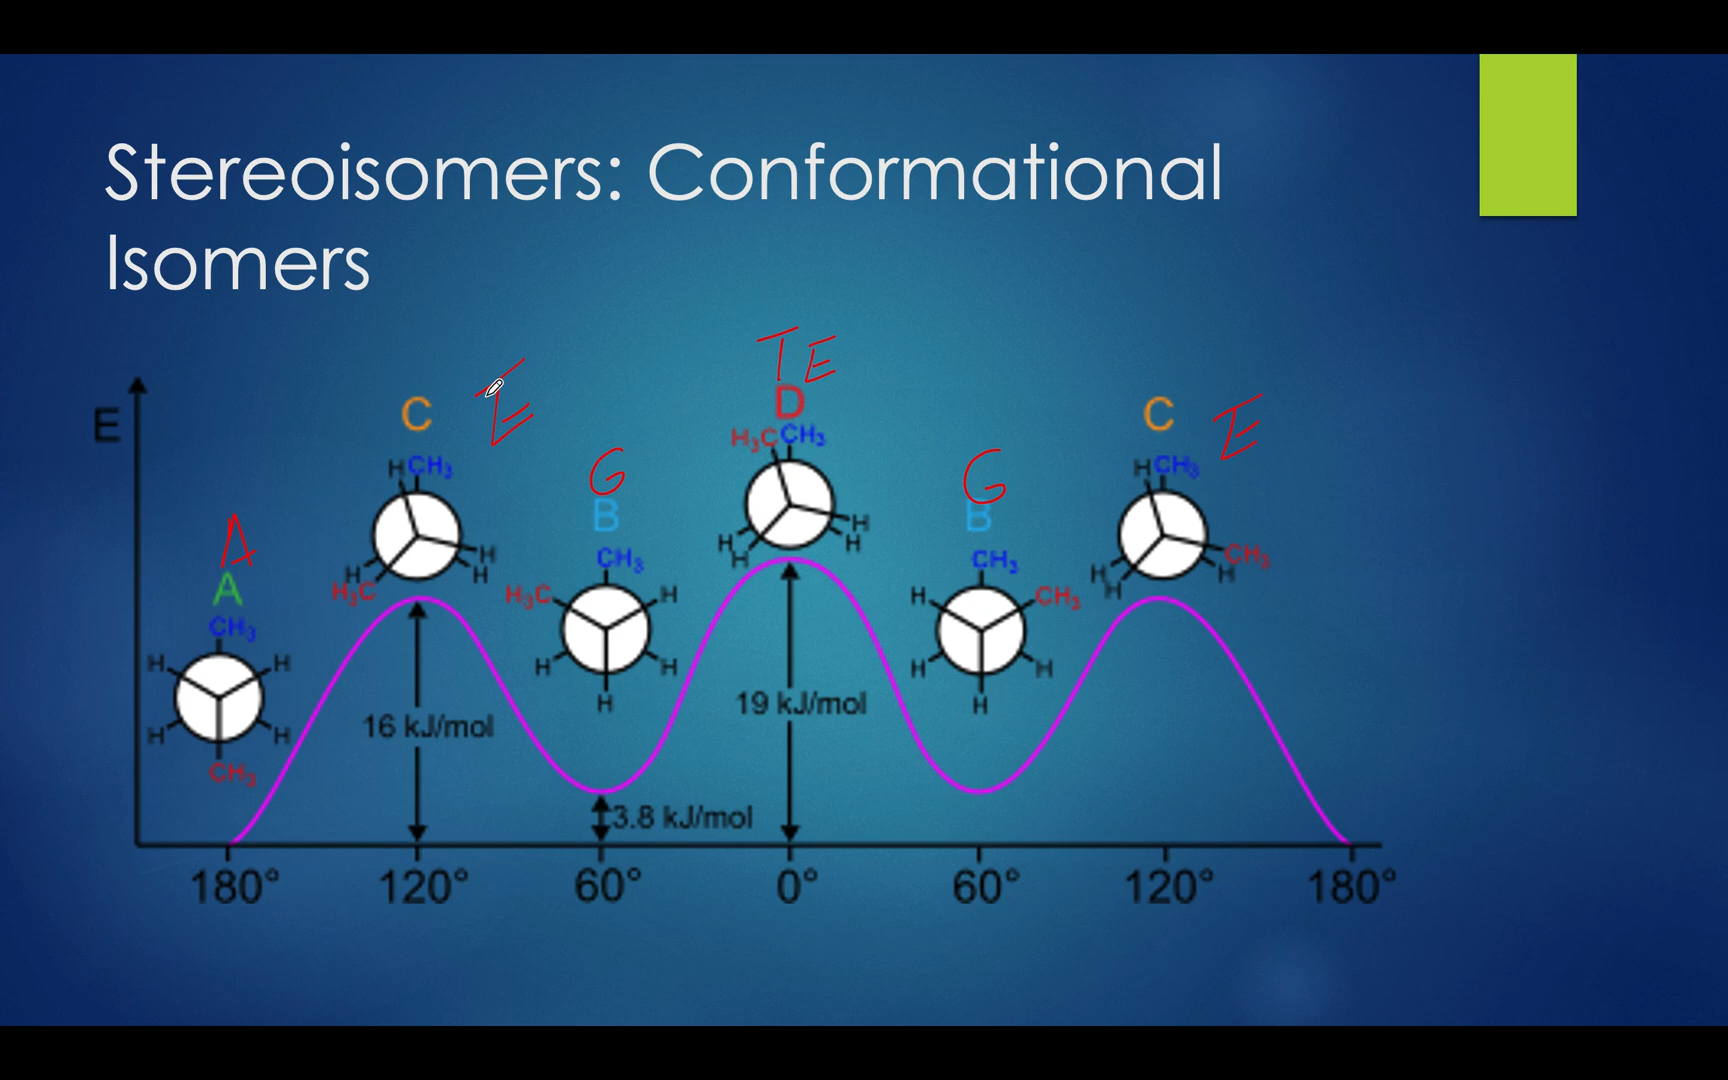 Stereoisomers: Conformational
Isomers
E
T E
D
H₃C CH₃
H H
H H
C E
H CH₃
H H
H₃C H
G
B
CH₃
H₃C H
H H
H
G
B
CH₃
H CH₃
H H
H
C E
H CH₃
H CH₃
H H
A
A
CH₃
H H
H H
CH₃
16 kJ/mol
19 kJ/mol
3.8 kJ/mol
180° 120° 60° 0° 60° 120° 180°